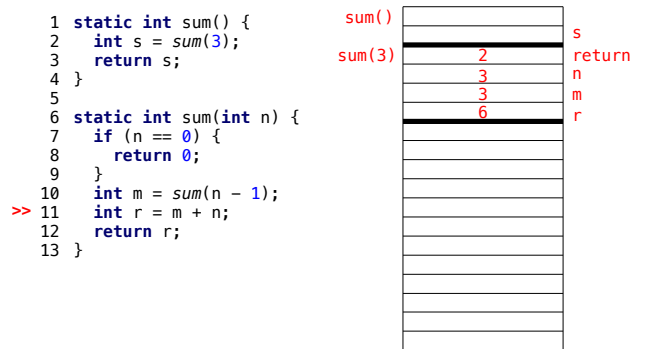 1 static int sum() {
2 int s = sum(3);
3 return s;
4 }
5
6 static int sum(int n) {
7 if (n == 0) {
8 return 0;
9 }
10 int m = sum(n – 1);
>> 11 int r = m + n;
12 return r;
13 }
sum()
s
sum(3) 2 return
3 n
3 m
6 r